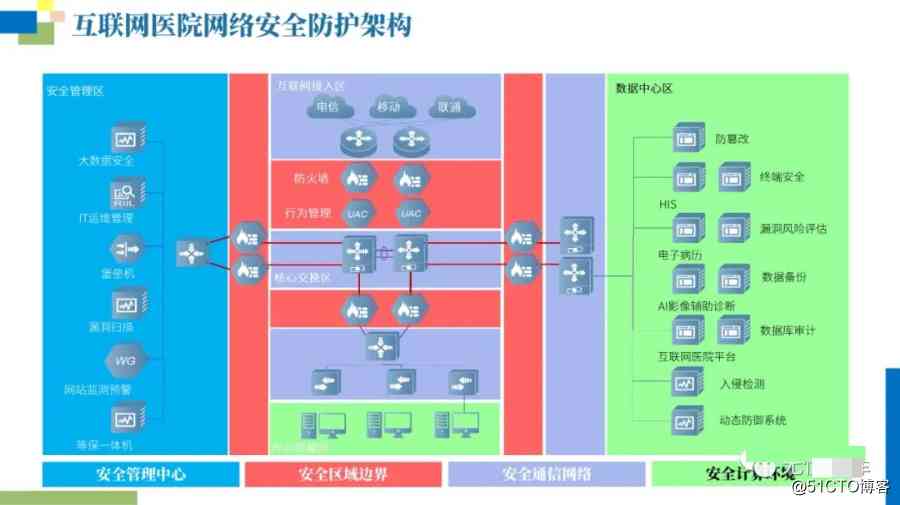 互联网医院网络安全防护架构
安全管理区
大数据安全
IT运维管理
堡垒机
漏洞扫描
WG
网站监测预警
等保一体机
互联网接入区
电信
移动
联通
防火墙
行为管理
UAC
UAC
核心交换区
数据中心区
防篡改
终端安全
HIS
漏洞风险评估
电子病历
数据备份
AI影像辅助诊断
数据库审计
互联网医院平台
入侵检测
动态防御系统
安全管理中心
安全区域边界
安全通信网络
安全计算环境
@51CTO博客